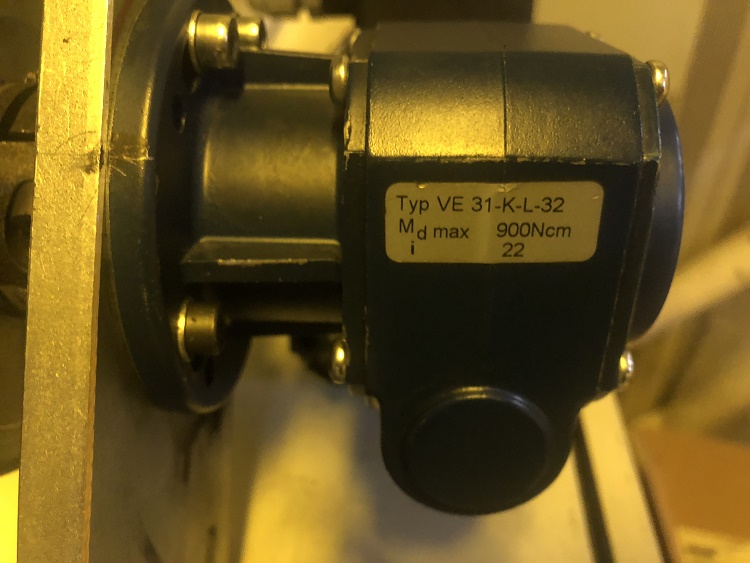 Typ VE 31-K-L-32
Md max 900Ncm
i 22